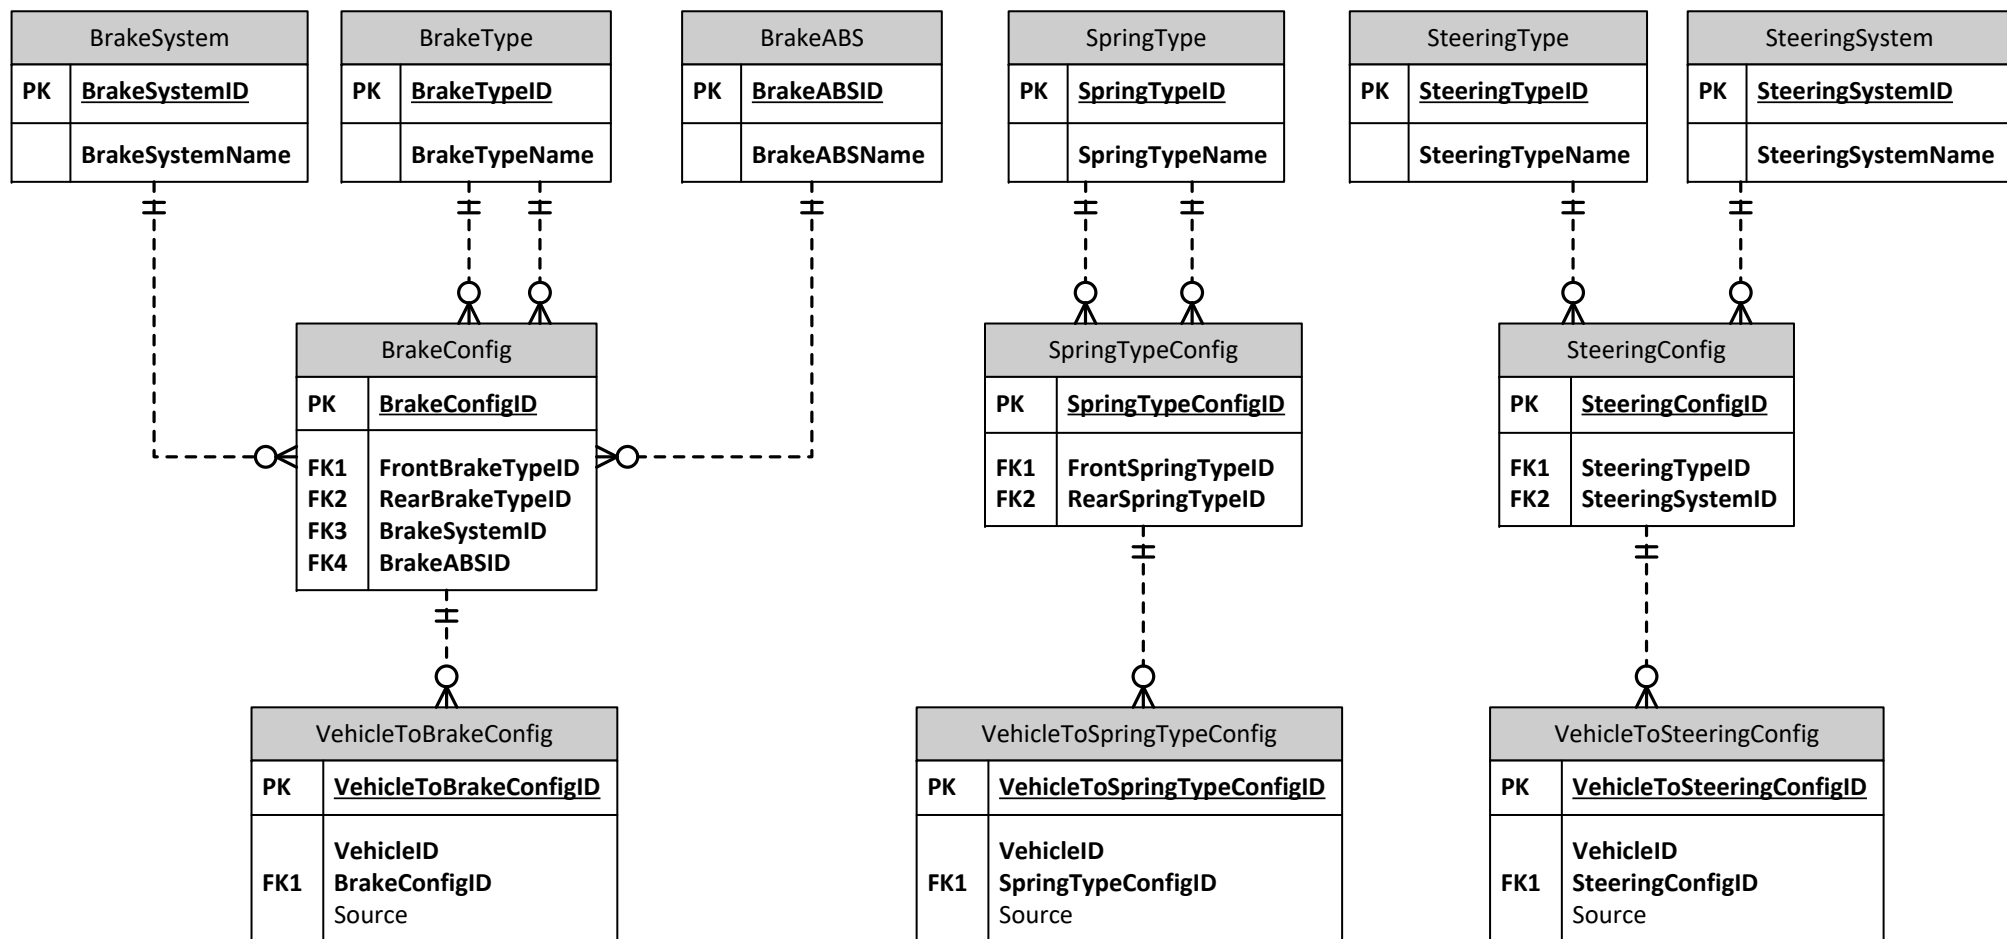 BrakeSystem
PK BrakeSystemID
BrakeSystemName
BrakeType
PK BrakeTypeID
BrakeTypeName
BrakeABS
PK BrakeABSID
BrakeABSName
SpringType
PK SpringTypeID
SpringTypeName
SteeringType
PK SteeringTypeID
SteeringTypeName
SteeringSystem
PK SteeringSystemID
SteeringSystemName
BrakeConfig
PK BrakeConfigID
FK1 FrontBrakeTypeID
FK2 RearBrakeTypeID
FK3 BrakeSystemID
FK4 BrakeABSID
SpringTypeConfig
PK SpringTypeConfigID
FK1 FrontSpringTypeID
FK2 RearSpringTypeID
SteeringConfig
PK SteeringConfigID
FK1 SteeringTypeID
FK2 SteeringSystemID
VehicleToBrakeConfig
PK VehicleToBrakeConfigID
VehicleID
FK1 BrakeConfigID
Source
VehicleToSpringTypeConfig
PK VehicleToSpringTypeConfigID
VehicleID
FK1 SpringTypeConfigID
Source
VehicleToSteeringConfig
PK VehicleToSteeringConfigID
VehicleID
FK1 SteeringConfigID
Source